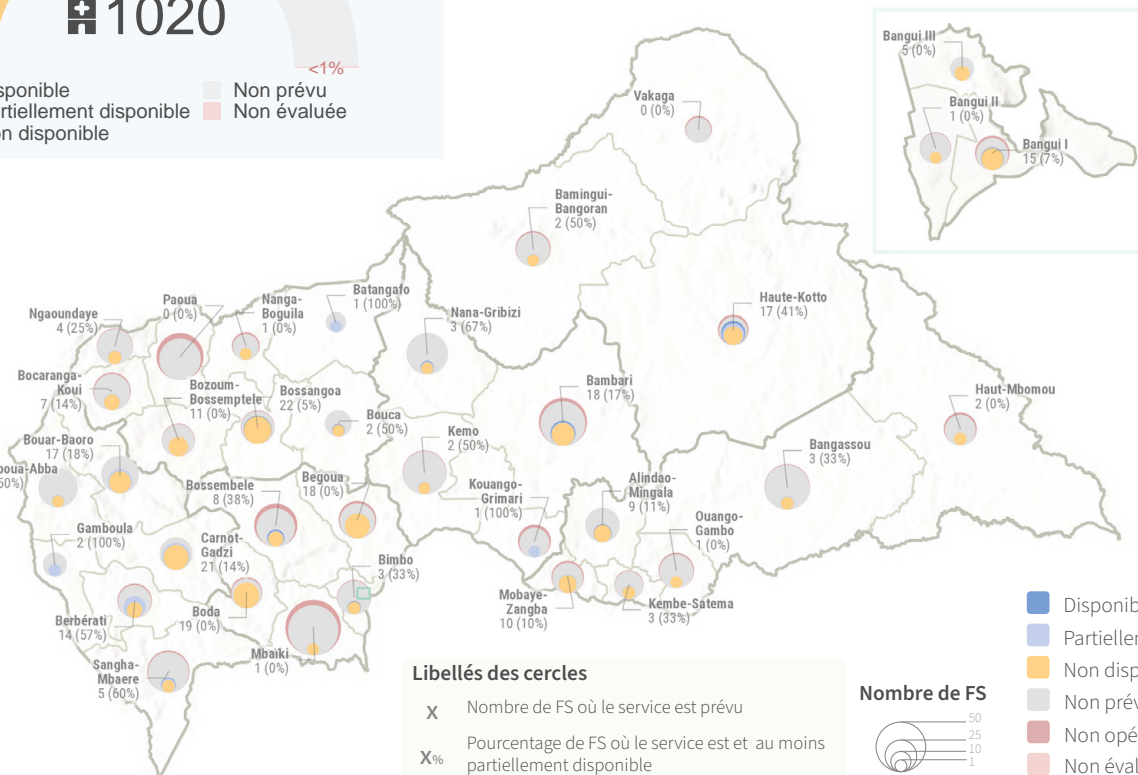 1020
<1%
sponible
rtiellement disponible
n disponible
Non prévu
Non évaluée
Bangui III
5 (0%)
Bangui II
1 (0%)
Bangui I
15 (7%)
Vakaga
0 (0%)
Bamingui-
Bangoran
2 (50%)
Haute-Kotto
17 (41%)
Batangafo
1 (100%)
Nana-
Boguila
1 (0%)
Paoua
0 (0%)
Ngaoundaye
4 (25%)
Nana-Gribizi
3 (67%)
Bocaranga-
Koui
7 (14%)
Bozoum-
Bossemptele
11 (0%)
Bossangoa
22 (5%)
Bouca
2 (50%)
Bambari
18 (17%)
Haut-Mbomou
2 (0%)
Bouar-Baoro
17 (18%)
oua-Abba
50%)
Kemo
2 (50%)
Bangassou
3 (33%)
Bossembele
8 (38%)
Begoua
18 (0%)
Kouango-
Grimari
1 (100%)
Alindao-
Mingala
9 (11%)
Ouango-
Gambo
1 (0%)
Gamboula
2 (100%)
Carnot-
Gadzi
21 (14%)
Bimbo
3 (33%)
Mobaye-
Zangba
10 (10%)
Kembe-Satema
3 (33%)
Berbérati
14 (57%)
Boda
19 (0%)
Mbaïki
1 (0%)
Sangha-
Mbaere
5 (60%)
Libellés des cercles
X Nombre de FS où le service est prévu
X% Pourcentage de FS où le service est et au moins
partiellement disponible
Nombre de FS
50
25
10
1
Disponib
Partieller
Non disp
Non prév
Non opé
Non éval